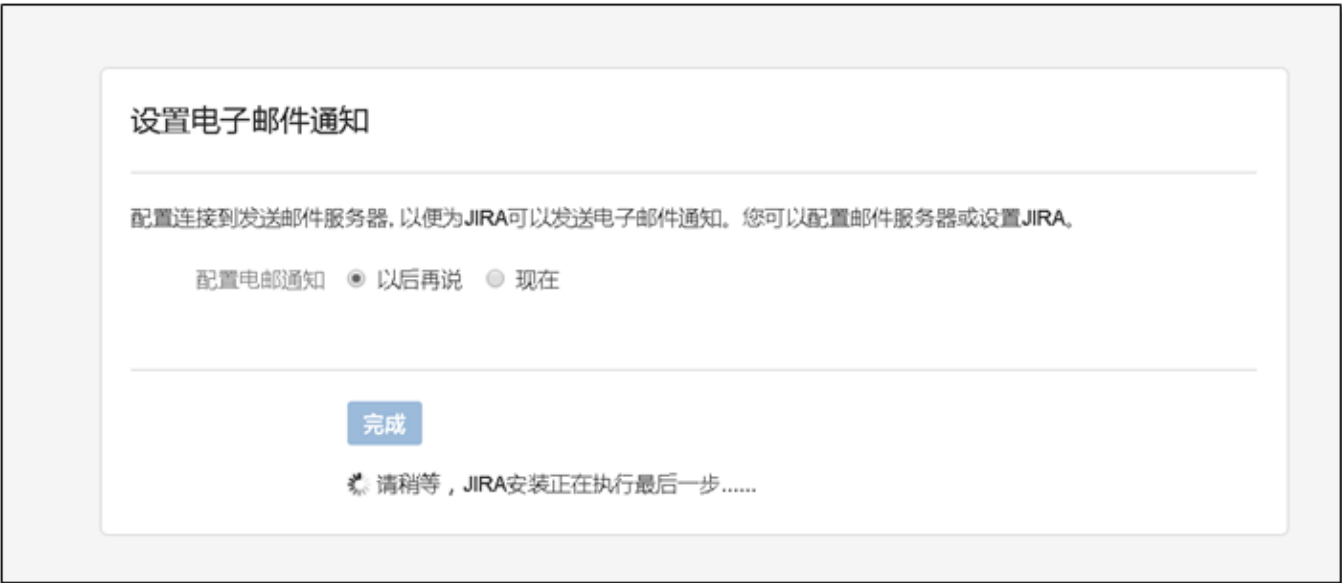 设置电子邮件通知
配置连接到发送邮件服务器, 以便为JIRA可以发送电子邮件通知。您可以配置邮件服务器或设置JIRA。
配置电邮通知 以后再说 现在
完成
请稍等，JIRA安装正在执行最后一步......